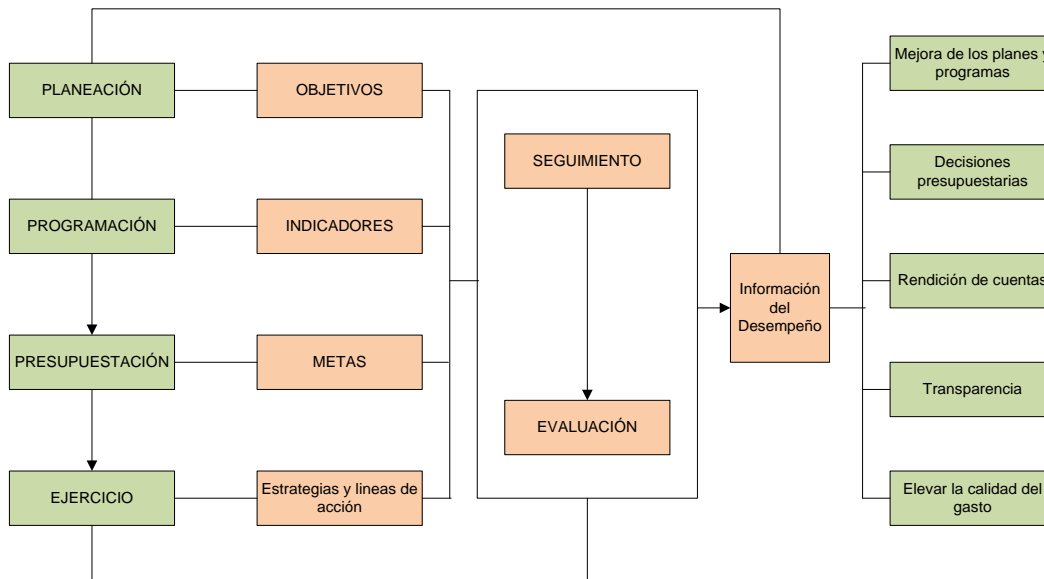 PLANEACIÓN
OBJETIVOS
PROGRAMACIÓN
INDICADORES
PRESUPUESTACIÓN
METAS
EJERCICIO
Estrategias y lineas de
acción
SEGUIMIENTO
EVALUACIÓN
Información
del
Desempeño
Mejora de los planes y
programas
Decisiones
presupuestarias
Rendición de cuentas
Transparencia
Elevar la calidad del
gasto